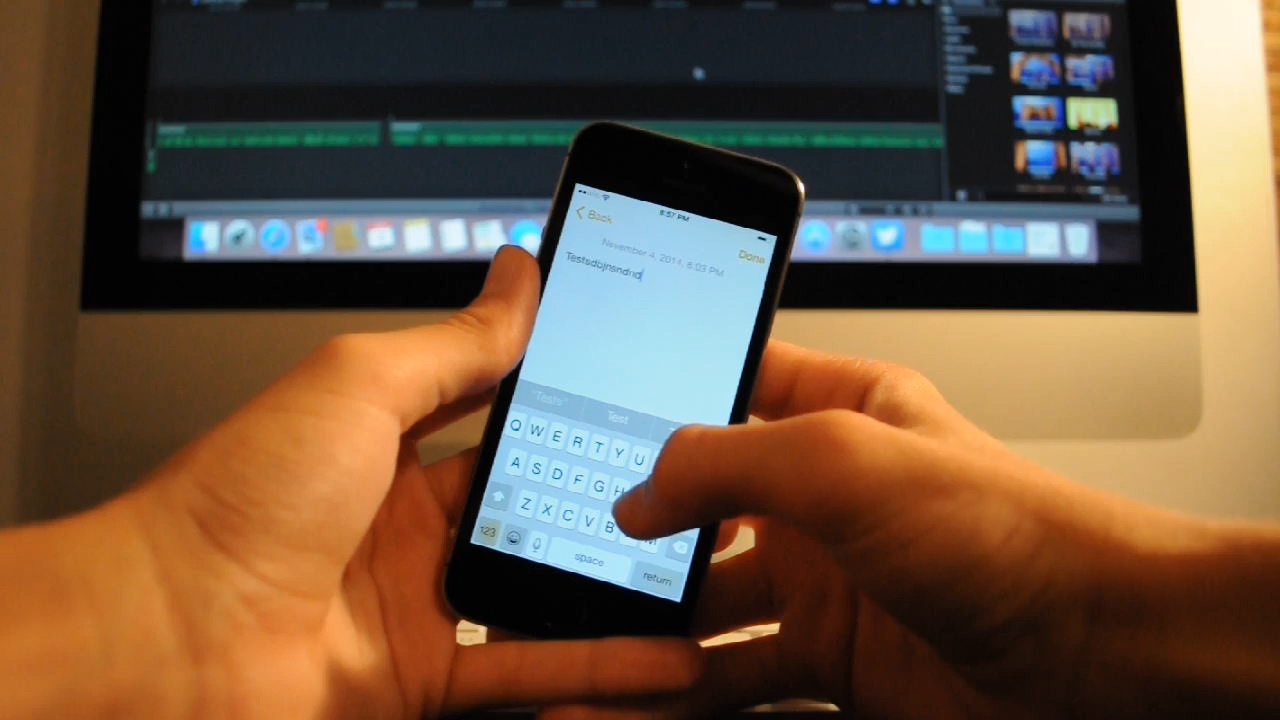 8:57 PM
Back
Done
November 4, 2014, 6:03 PM
Testsdbjnsndnd
"Tests" Test
Q W E R T Y U
A S D F G H
Z X C V B M
123 space return